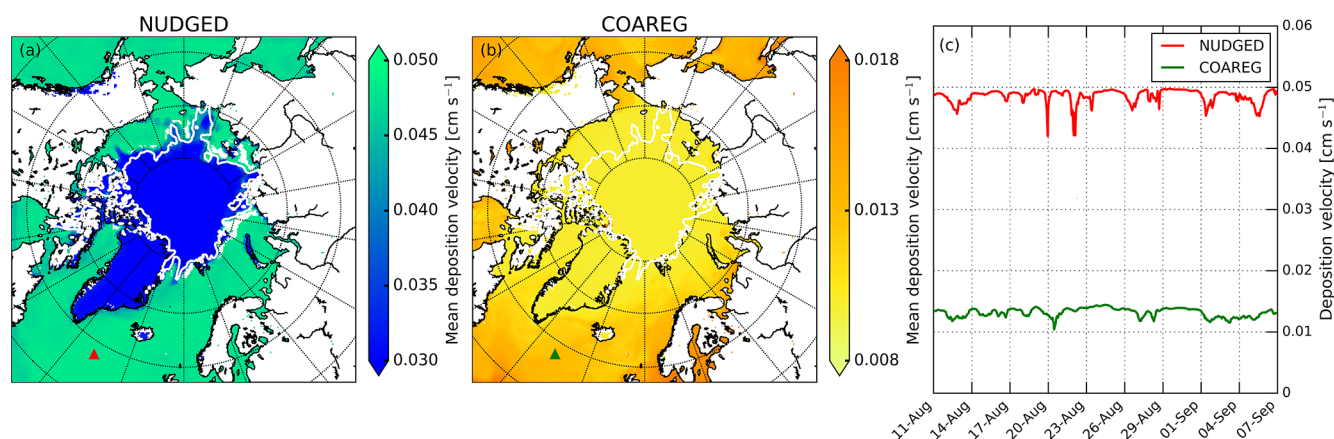 NUDGED
(a)
0.050
0.045
0.040
0.035
0.030
Mean deposition velocity [cm s⁻¹]
COAREG
(b)
0.018
0.013
0.008
Mean deposition velocity [cm s⁻¹]
(c)
NUDGED
COAREG
0.06
0.05
0.04
0.03
0.02
0.01
0
Deposition velocity [cm s⁻¹]
11-Aug
14-Aug
17-Aug
20-Aug
23-Aug
26-Aug
29-Aug
01-Sep
04-Sep
07-Sep